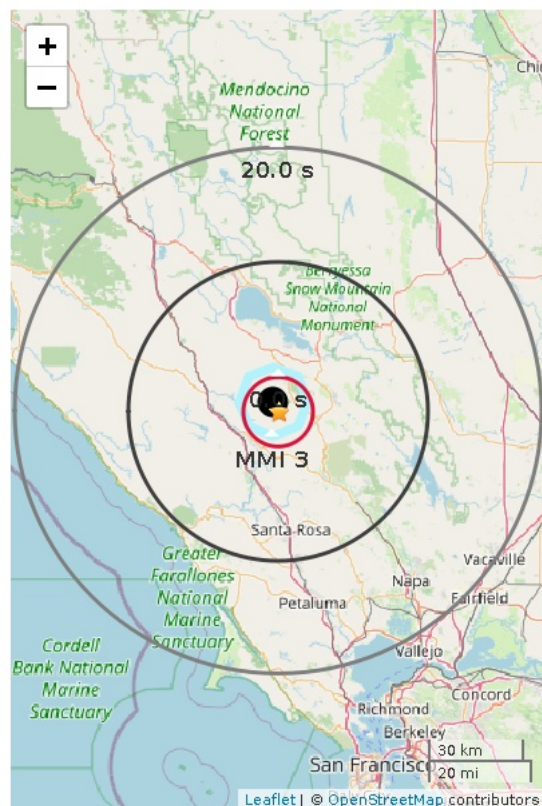 +
−
Mendocino
National
Forest
20.0 s
Berryessa
Snow Mountain
National
Monument
0.0 s
MMI 3
Santa Rosa
Greater
Farallones
National
Marine
Sanctuary
Vacaville
Napa
Fairfield
Petaluma
Vallejo
Cordell
Bank National
Marine
Sanctuary
Concord
Richmond
Berkeley
San Francisco
30 km
20 mi
Leaflet | © OpenStreetMap contributors